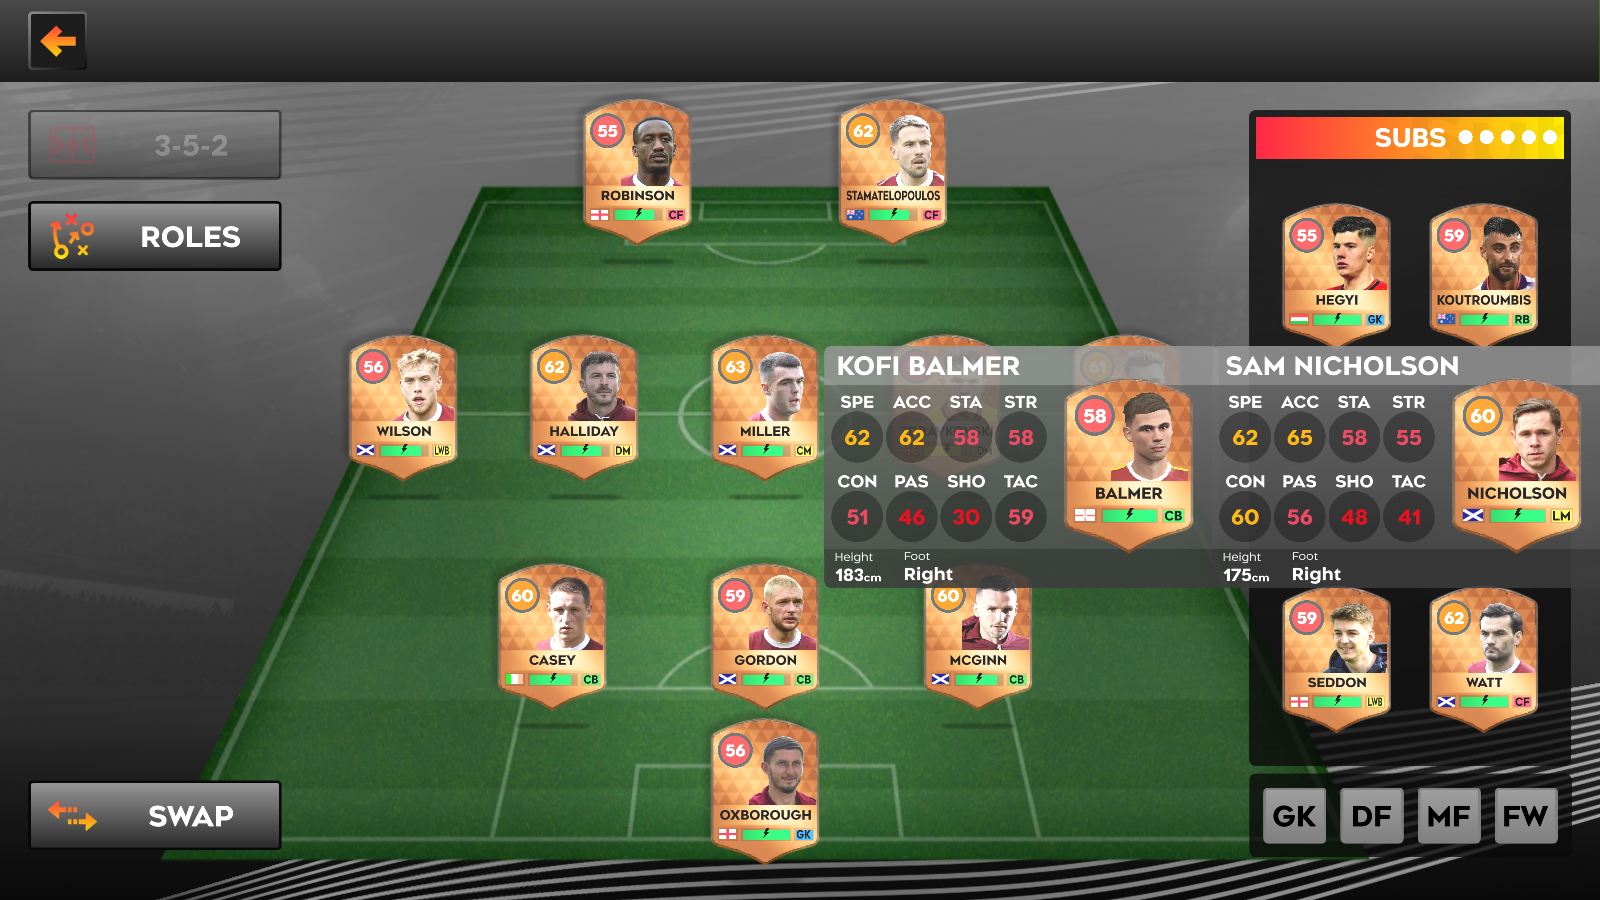 3-5-2
ROLES
SWAP
55
ROBINSON
CF
62
STAMATELOPOULOS
CF
56
WILSON
LWB
62
HALLIDAY
DM
63
MILLER
CM
61
KOFI BALMER
SPE ACC STA STR
62 62 58 58
CON PAS SHO TAC
51 46 30 59
Height Foot
183cm Right
58
BALMER
CB
SAM NICHOLSON
SPE ACC STA STR
62 65 58 55
CON PAS SHO TAC
60 56 48 41
Height Foot
175cm Right
60
NICHOLSON
LM
60
CASEY
CB
59
GORDON
CB
60
MCGINN
CB
56
OXBOROUGH
GK
SUBS
55
HEGYI
GK
59
KOUTROUMBIS
RB
59
SEDDON
LWB
62
WATT
CF
GK DF MF FW